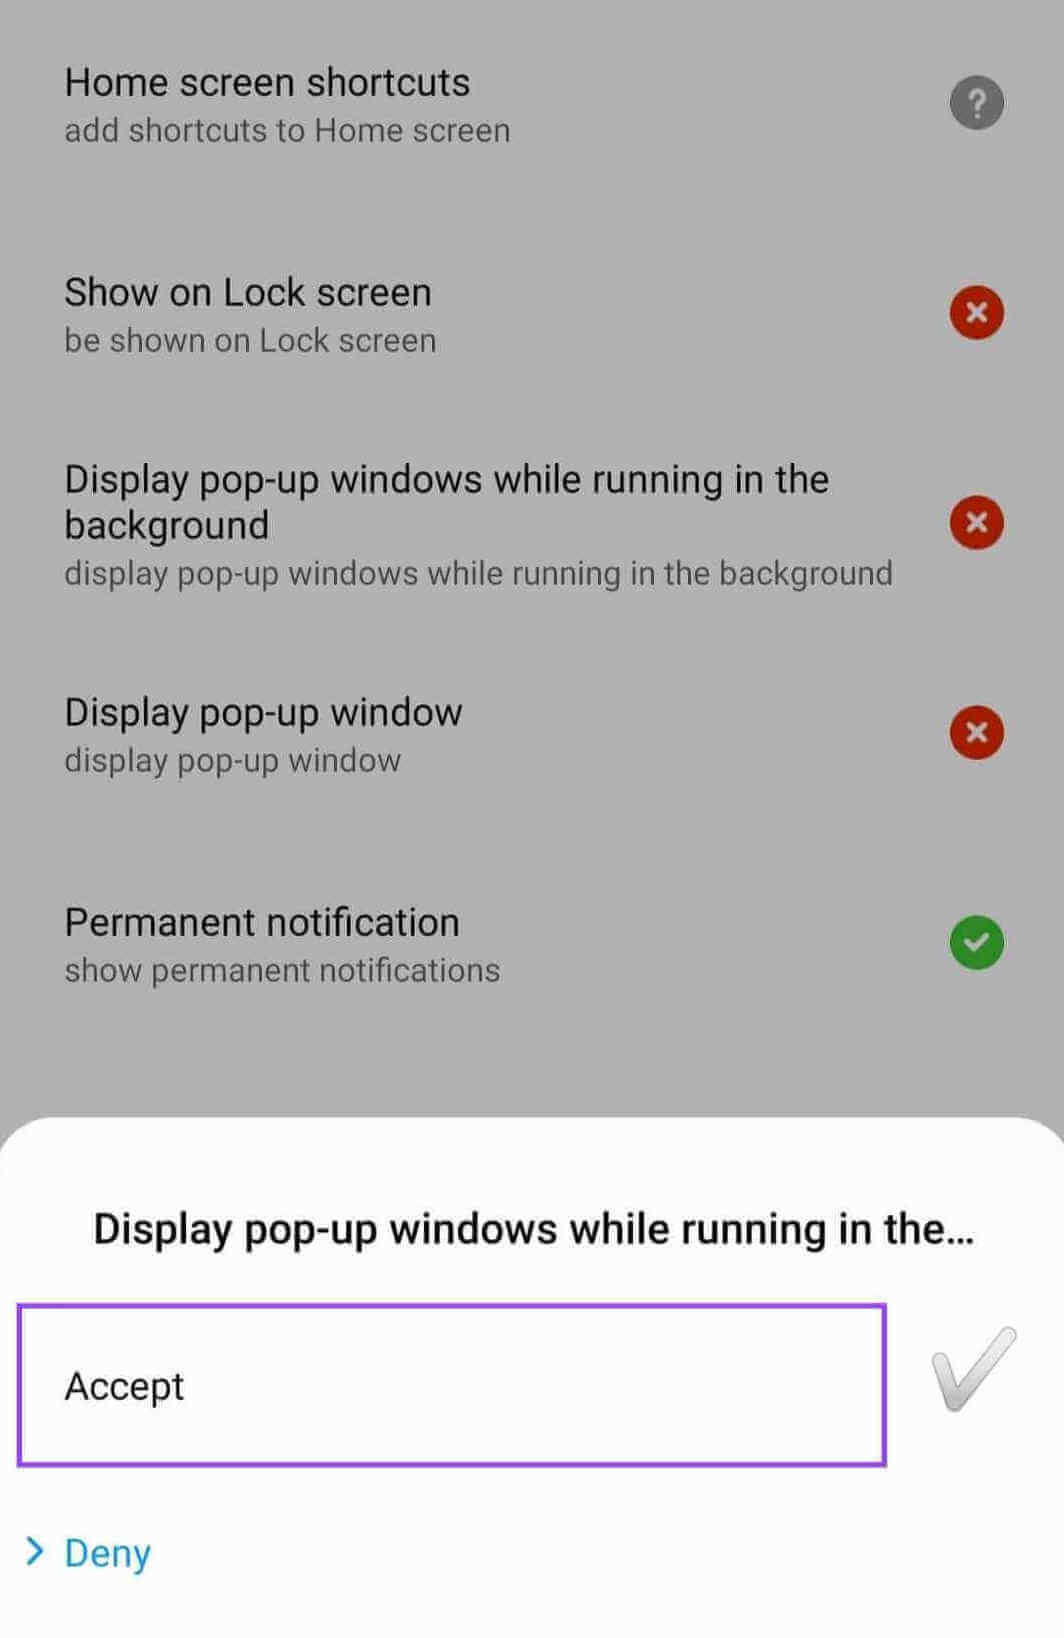 Home screen shortcuts
add shortcuts to Home screen
?
Show on Lock screen
be shown on Lock screen
Display pop-up windows while running in the
background
display pop-up windows while running in the background
Display pop-up window
display pop-up window
Permanent notification
show permanent notifications
Display pop-up windows while running in the...
Accept
Deny